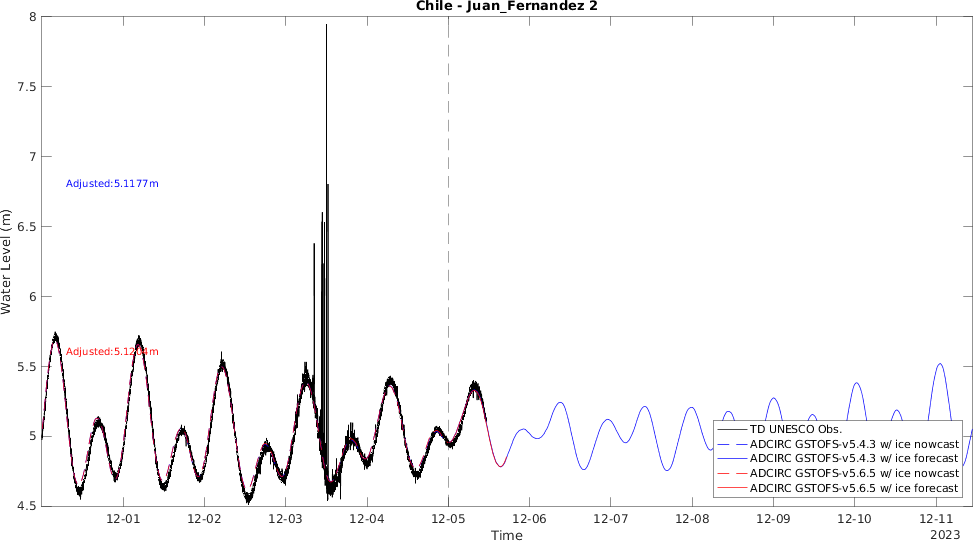 Chile - Juan_Fernandez 2
8
7.5
7
6.5
6
5.5
5
4.5
Water Level (m)
Adjusted:5.1177m
Adjusted:5.1204m
TD UNESCO Obs.
ADCIRC GSTOFS-v5.4.3 w/ ice nowcast
ADCIRC GSTOFS-v5.4.3 w/ ice forecast
ADCIRC GSTOFS-v5.6.5 w/ ice nowcast
ADCIRC GSTOFS-v5.6.5 w/ ice forecast
12-01 12-02 12-03 12-04 12-05 12-06 12-07 12-08 12-09 12-10 12-11
Time
2023